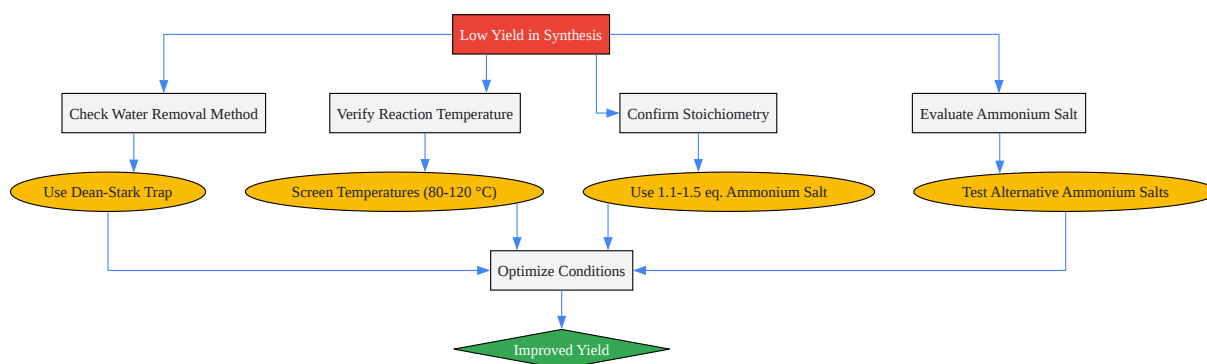 Low Yield in Synthesis
Check Water Removal Method
Verify Reaction Temperature
Confirm Stoichiometry
Evaluate Ammonium Salt
Use Dean-Stark Trap
Screen Temperatures (80-120 °C)
Use 1.1-1.5 eq. Ammonium Salt
Test Alternative Ammonium Salts
Optimize Conditions
Improved Yield